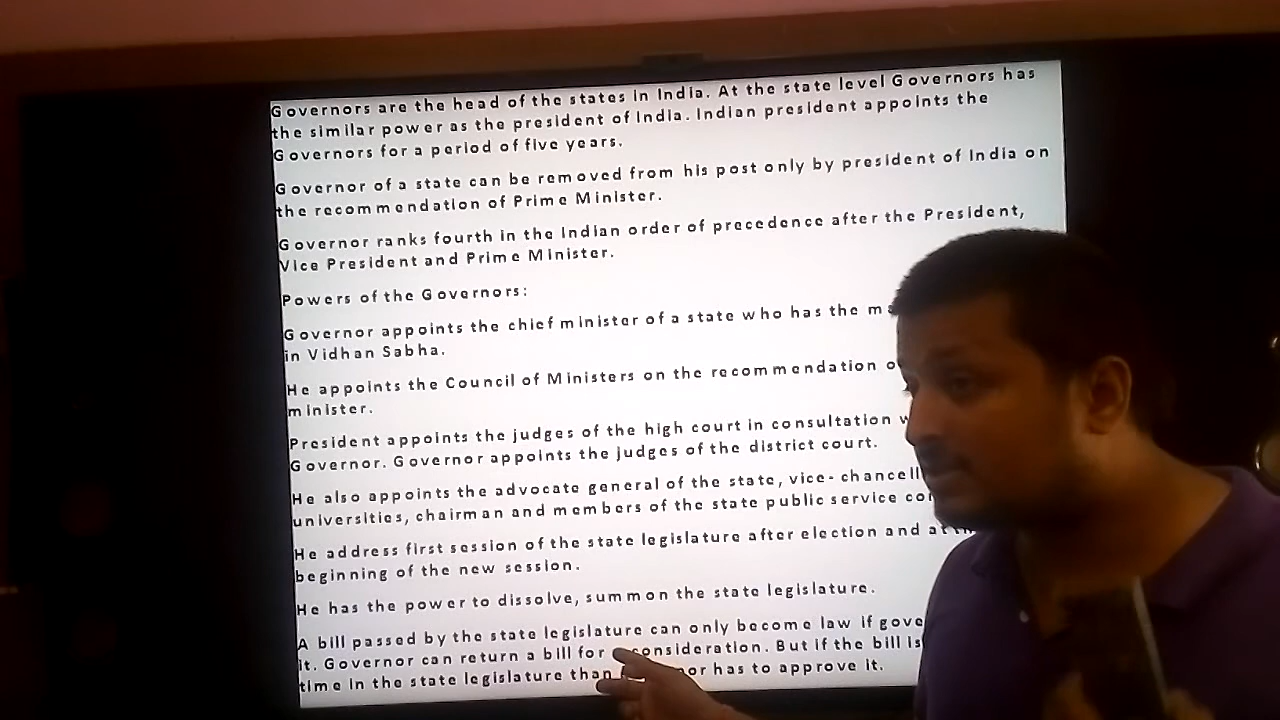 Governors are the head of the states in India. At the state level Governors has
the similar power as the president of India. Indian president appoints the
Governors for a period of five years.
Governor of a state can be removed from his post only by president of India on
the recommendation of Prime Minister.
Governor ranks fourth in the Indian order of precedence after the President,
Vice President and Prime Minister.
Powers of the Governors:
Governor appoints the chief minister of a state who has the
in Vidhan Sabha.
He appoints the Council of Ministers on the recommendation
minister.
President appoints the judges of the high court in consultation
Governor. Governor appoints the judges of the district court.
He also appoints the advocate general of the state, vice-
universities, chairman and members of the state public service
He address first session of the state legislature after election and
beginning of the new session.
He has the power to dissolve, summon the state legislature.
A bill passed by the state legislature can only become law if
it. Governor can return a bill for But if the bill
time in the state legislature than has to approve it.